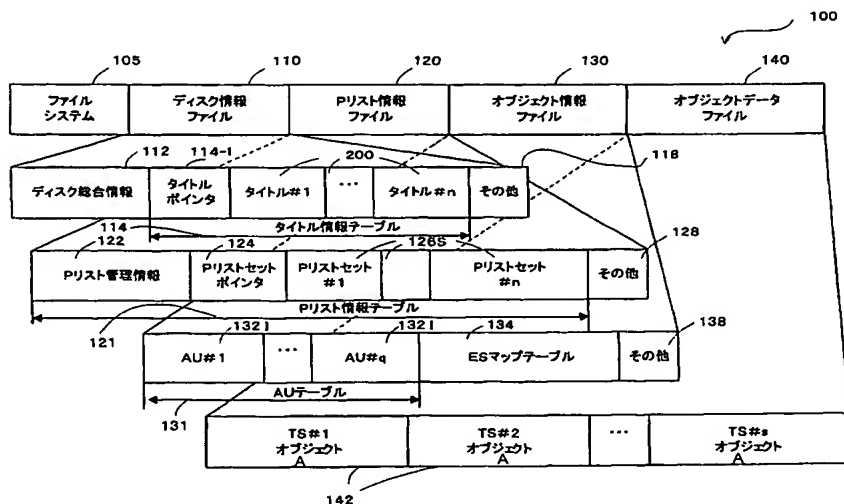 100
105
110
120
130
140
ファイル
システム
ディスク情報
ファイル
Pリスト情報
ファイル
オブジェクト情報
ファイル
オブジェクトデータ
ファイル
112
114-1
200
118
ディスク総合情報
タイトル
ポインタ
タイトル#1
...
タイトル#n
その他
114
タイトル情報テーブル
122
124
126S
128
Pリスト管理情報
Pリストセット
ポインタ
Pリストセット
#1
Pリストセット
#n
その他
121
Pリスト情報テーブル
132I
132I
134
138
AU#1
...
AU#q
ESマップテーブル
その他
131
AUテーブル
TS#1
オブジェクト
A
TS#2
オブジェクト
A
...
TS#s
オブジェクト
A
142